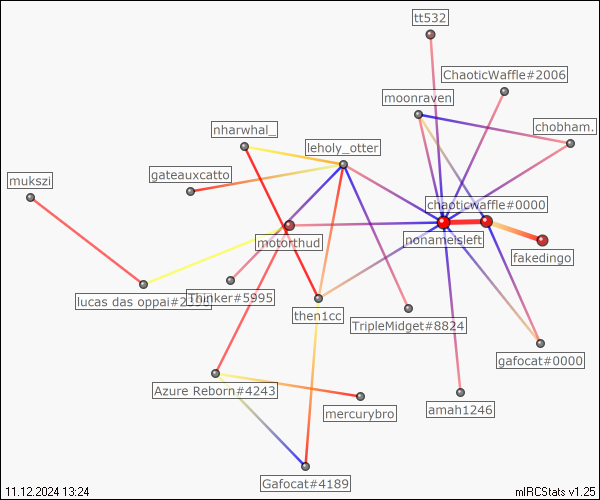 tt532
ChaoticWaffle#2006
moonraven
chobham.
nharwhal_
leholy_otter
gateauxcatto
mukszi
chaoticwaffle#0000
motorthud
nonamesleft
fakedingo
lucas das oppai#2
Thinker#5995
then1cc
TripleMidget#8824
gafocat#0000
Azure Reborn#4243
mercurybro
amah1246
Gafocat#4189
11.12.2024 13:24
mIRCStats v1.25